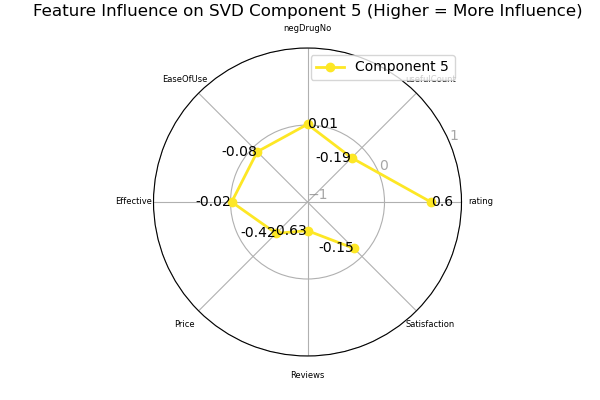 Feature Influence on SVD Component 5 (Higher = More Influence)
negDrugNo
Component 5
EaseOfUse
usefulCount
1
0.01
-0.08
-0.19
0
−1
Effective
-0.02
0.6
rating
-0.42
-0.63
-0.15
Price
Satisfaction
Reviews